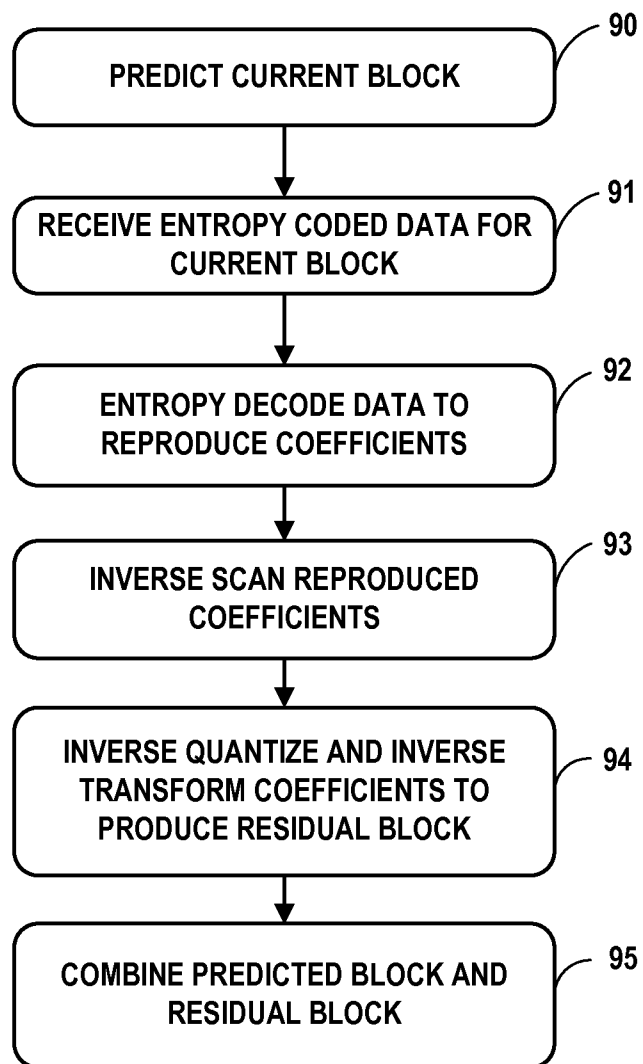 90
PREDICT CURRENT BLOCK
91
RECEIVE ENTROPY CODED DATA FOR
CURRENT BLOCK
92
ENTROPY DECODE DATA TO
REPRODUCE COEFFICIENTS
93
INVERSE SCAN REPRODUCED
COEFFICIENTS
94
INVERSE QUANTIZE AND INVERSE
TRANSFORM COEFFICIENTS TO
PRODUCE RESIDUAL BLOCK
95
COMBINE PREDICTED BLOCK AND
RESIDUAL BLOCK